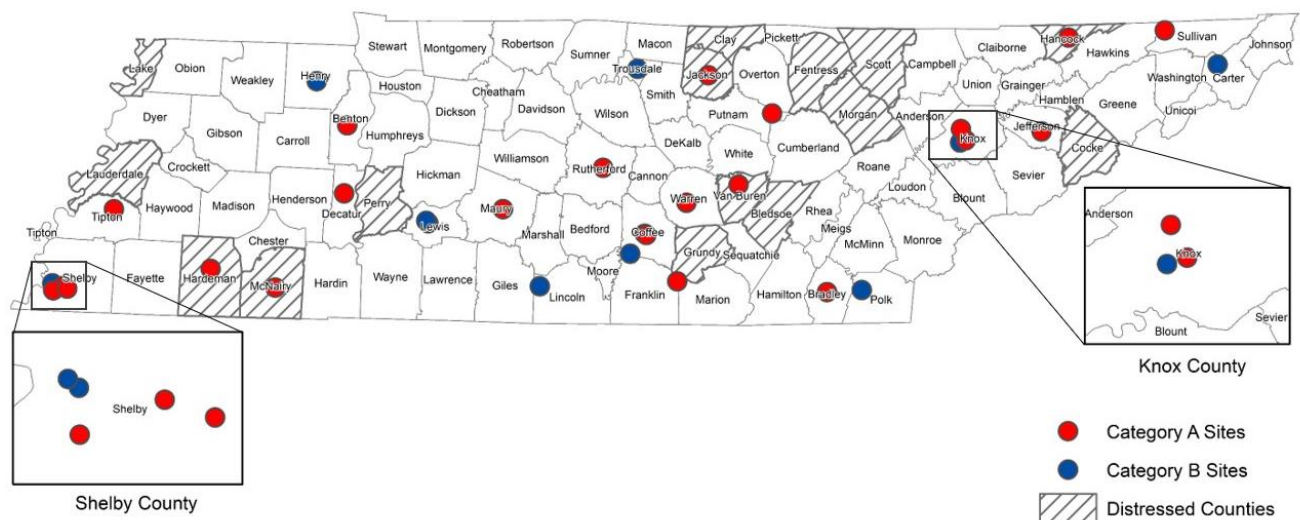 Stewart
Montgomery
Robertson
Sumner
Macon
Clay
Pickett
Claiborne
Hancock
Hawkins
Sullivan
Johnson
Lake
Obion
Weakley
Henry
Houston
Cheatham
Trousdale
Smith
Jackson
Overton
Fentress
Scott
Campbell
Union
Grainger
Hamblen
Washington
Carter
Greene
Unicoi
Dyer
Gibson
Carroll
Benton
Humphreys
Dickson
Davidson
Wilson
Putnam
Morgan
Anderson
Knox
Jefferson
Cocke
DeKalb
White
Cumberland
Roane
Sevier
Lauderdale
Crockett
Williamson
Rutherford
Cannon
Tipton
Haywood
Madison
Henderson
Decatur
Perry
Hickman
Lewis
Maury
Marshall
Bedford
Coffee
Warren
Van Buren
Bledsoe
Rhea
Loudon
Blount
Meigs
McMinn
Monroe
Tipton
Chester
Grundy
Sequatchie
Moore
Shelby
Fayette
Hardeman
McNairy
Hardin
Wayne
Lawrence
Giles
Lincoln
Franklin
Marion
Hamilton
Bradley
Polk
Anderson
Knox
Blount
Sevier
Knox County
Shelby
Shelby County
Category A Sites
Category B Sites
Distressed Counties